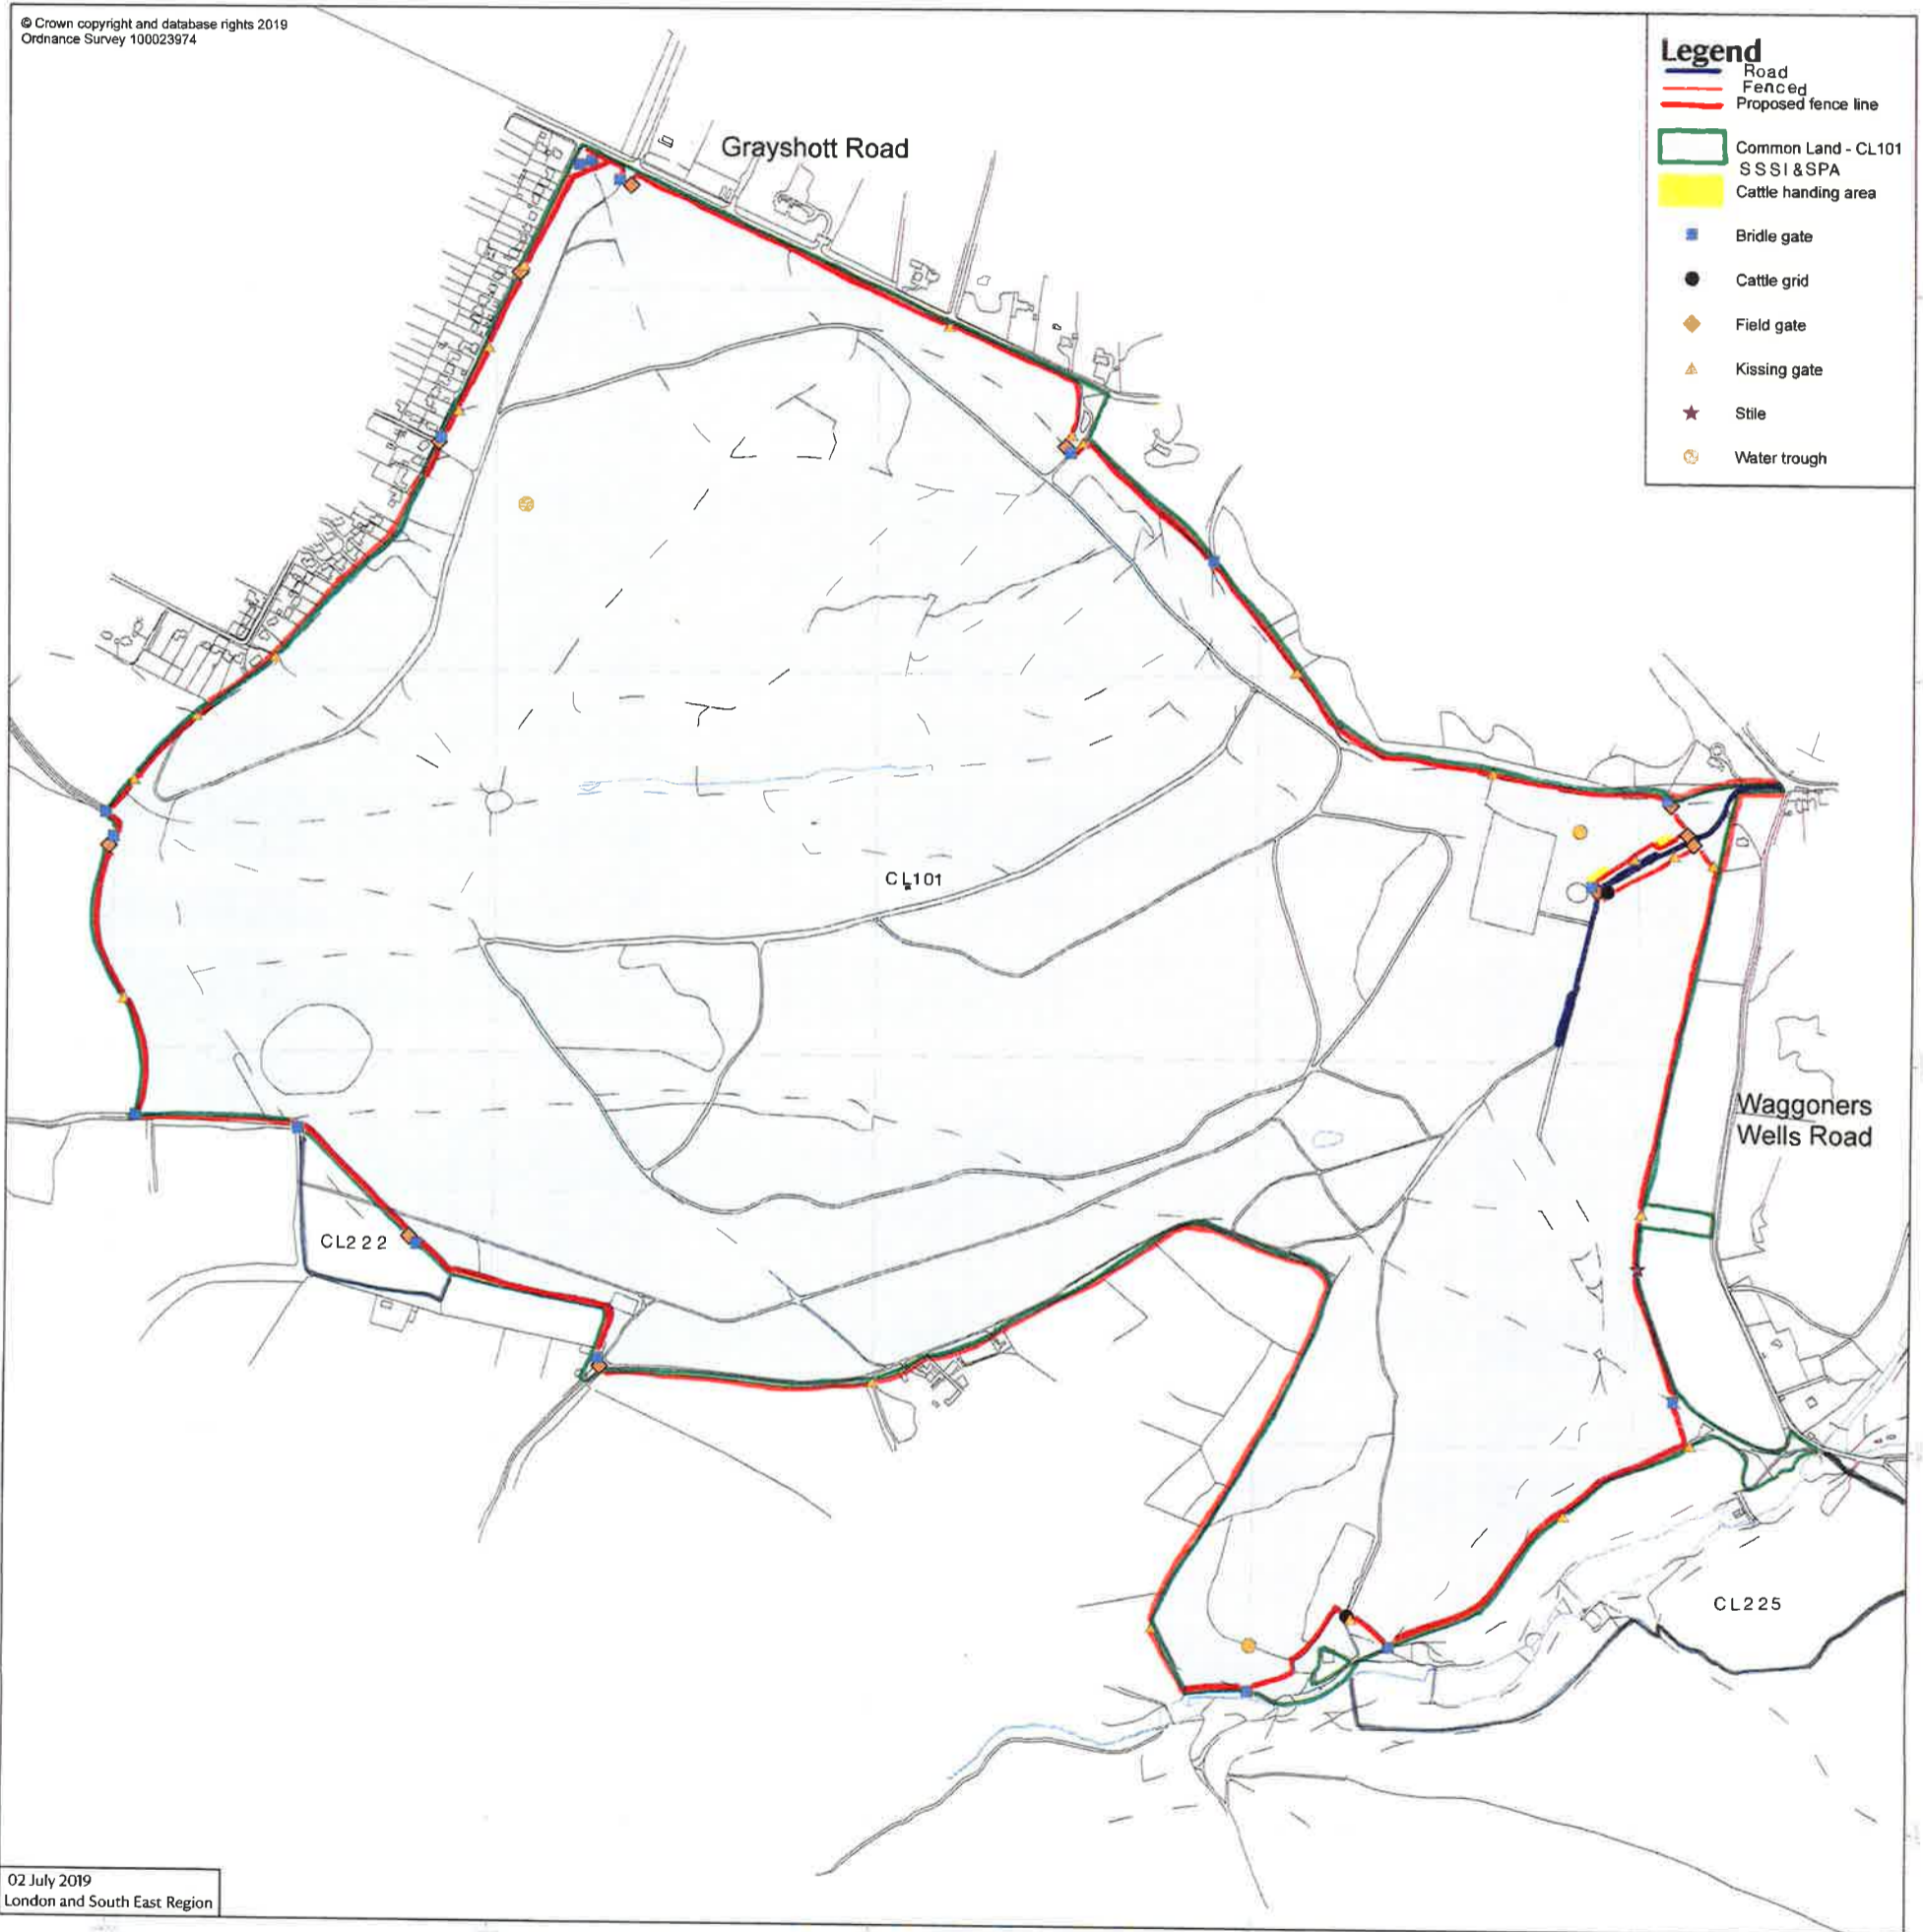 © Crown copyright and database rights 2019
Ordnance Survey 100023974
Grayshott Road
Legend
Road
Fenced
Proposed fence line
Common Land - CL101
SSSI &SPA
Cattle handing area
Bridle gate
Cattle grid
Field gate
Kissing gate
Stile
Water trough
CL101
Waggoners
Wells Road
CL222
CL225
02 July 2019
London and South East Region